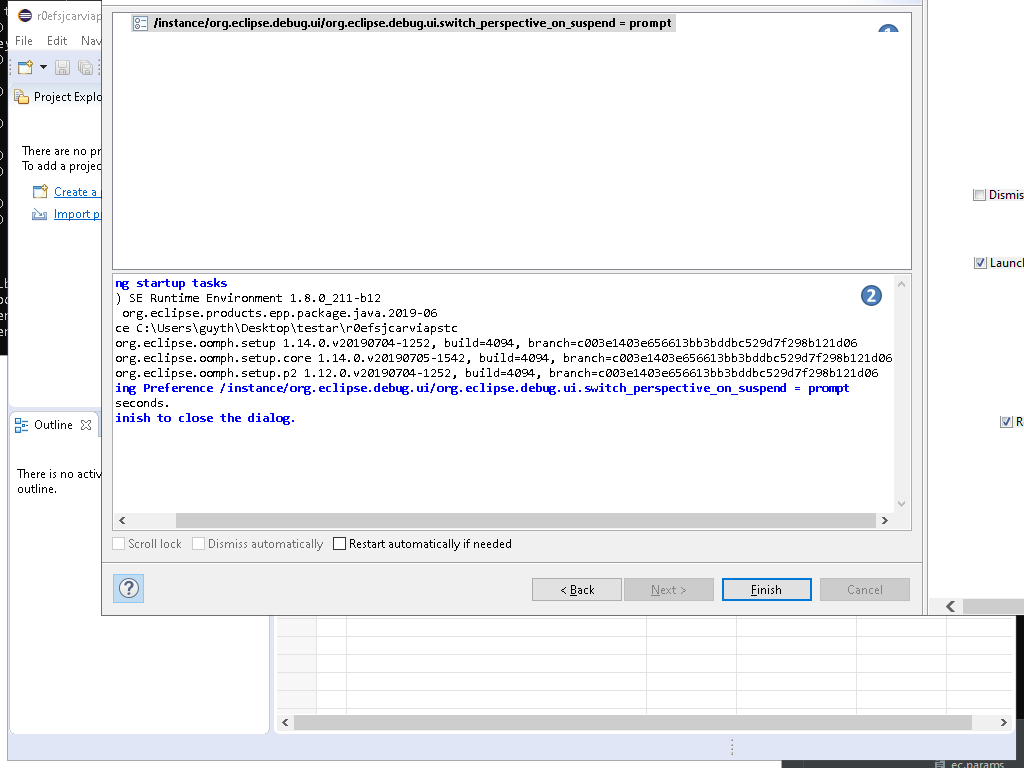 r0efsjcarviap
File Edit Nav
Project Explo
There are no pr
To add a projec
Create a
Import p
/instance/org.eclipse.debug.ui/org.eclipse.debug.ui.switch_perspective_on_suspend = prompt
Dismis
Launch
ng startup tasks
) SE Runtime Environment 1.8.0_211-b12
org.eclipse.products.epp.package.java.2019-06
ce C:\Users\guyth\Desktop\testar\r0efsjcarviapstc
org.eclipse.oomph.setup 1.14.0.v20190704-1252, build=4094, branch=c003e1403e656613bb3bddbc529d7f298b121d06
org.eclipse.oomph.setup.core 1.14.0.v20190705-1542, build=4094, branch=c003e1403e656613bb3bddbc529d7f298b121d06
org.eclipse.oomph.setup.p2 1.12.0.v20190704-1252, build=4094, branch=c003e1403e656613bb3bddbc529d7f298b121d06
ing Preference /instance/org.eclipse.debug.ui/org.eclipse.debug.ui.switch_perspective_on_suspend = prompt
seconds.
inish to close the dialog.
2
Outline
R
There is no activ
outline.
Scroll lock Dismiss automatically Restart automatically if needed
? < Back Next > Finish Cancel
ec.params